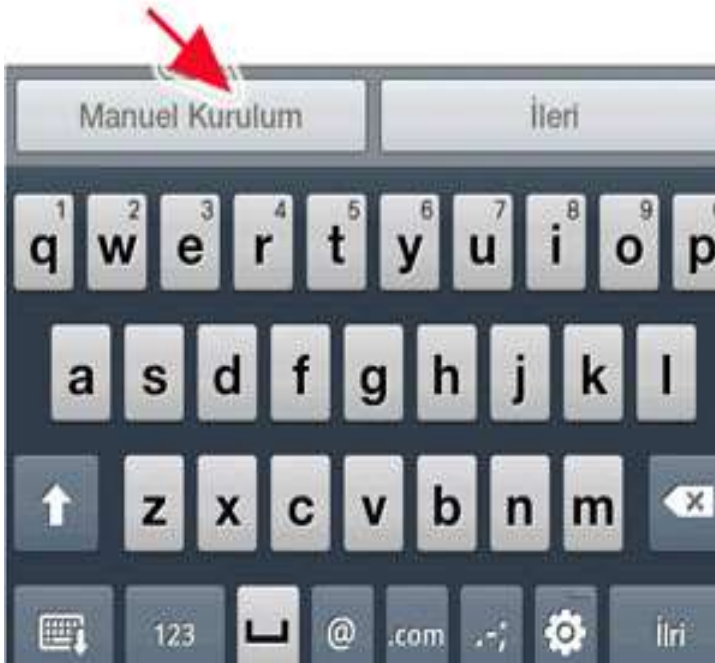 Manuel Kurulum İleri
1 2 3 4 5 6 7 8 9
q w e r t y u i o p
a s d f g h j k l
z x c v b n m
123 @ .com .-; İlri